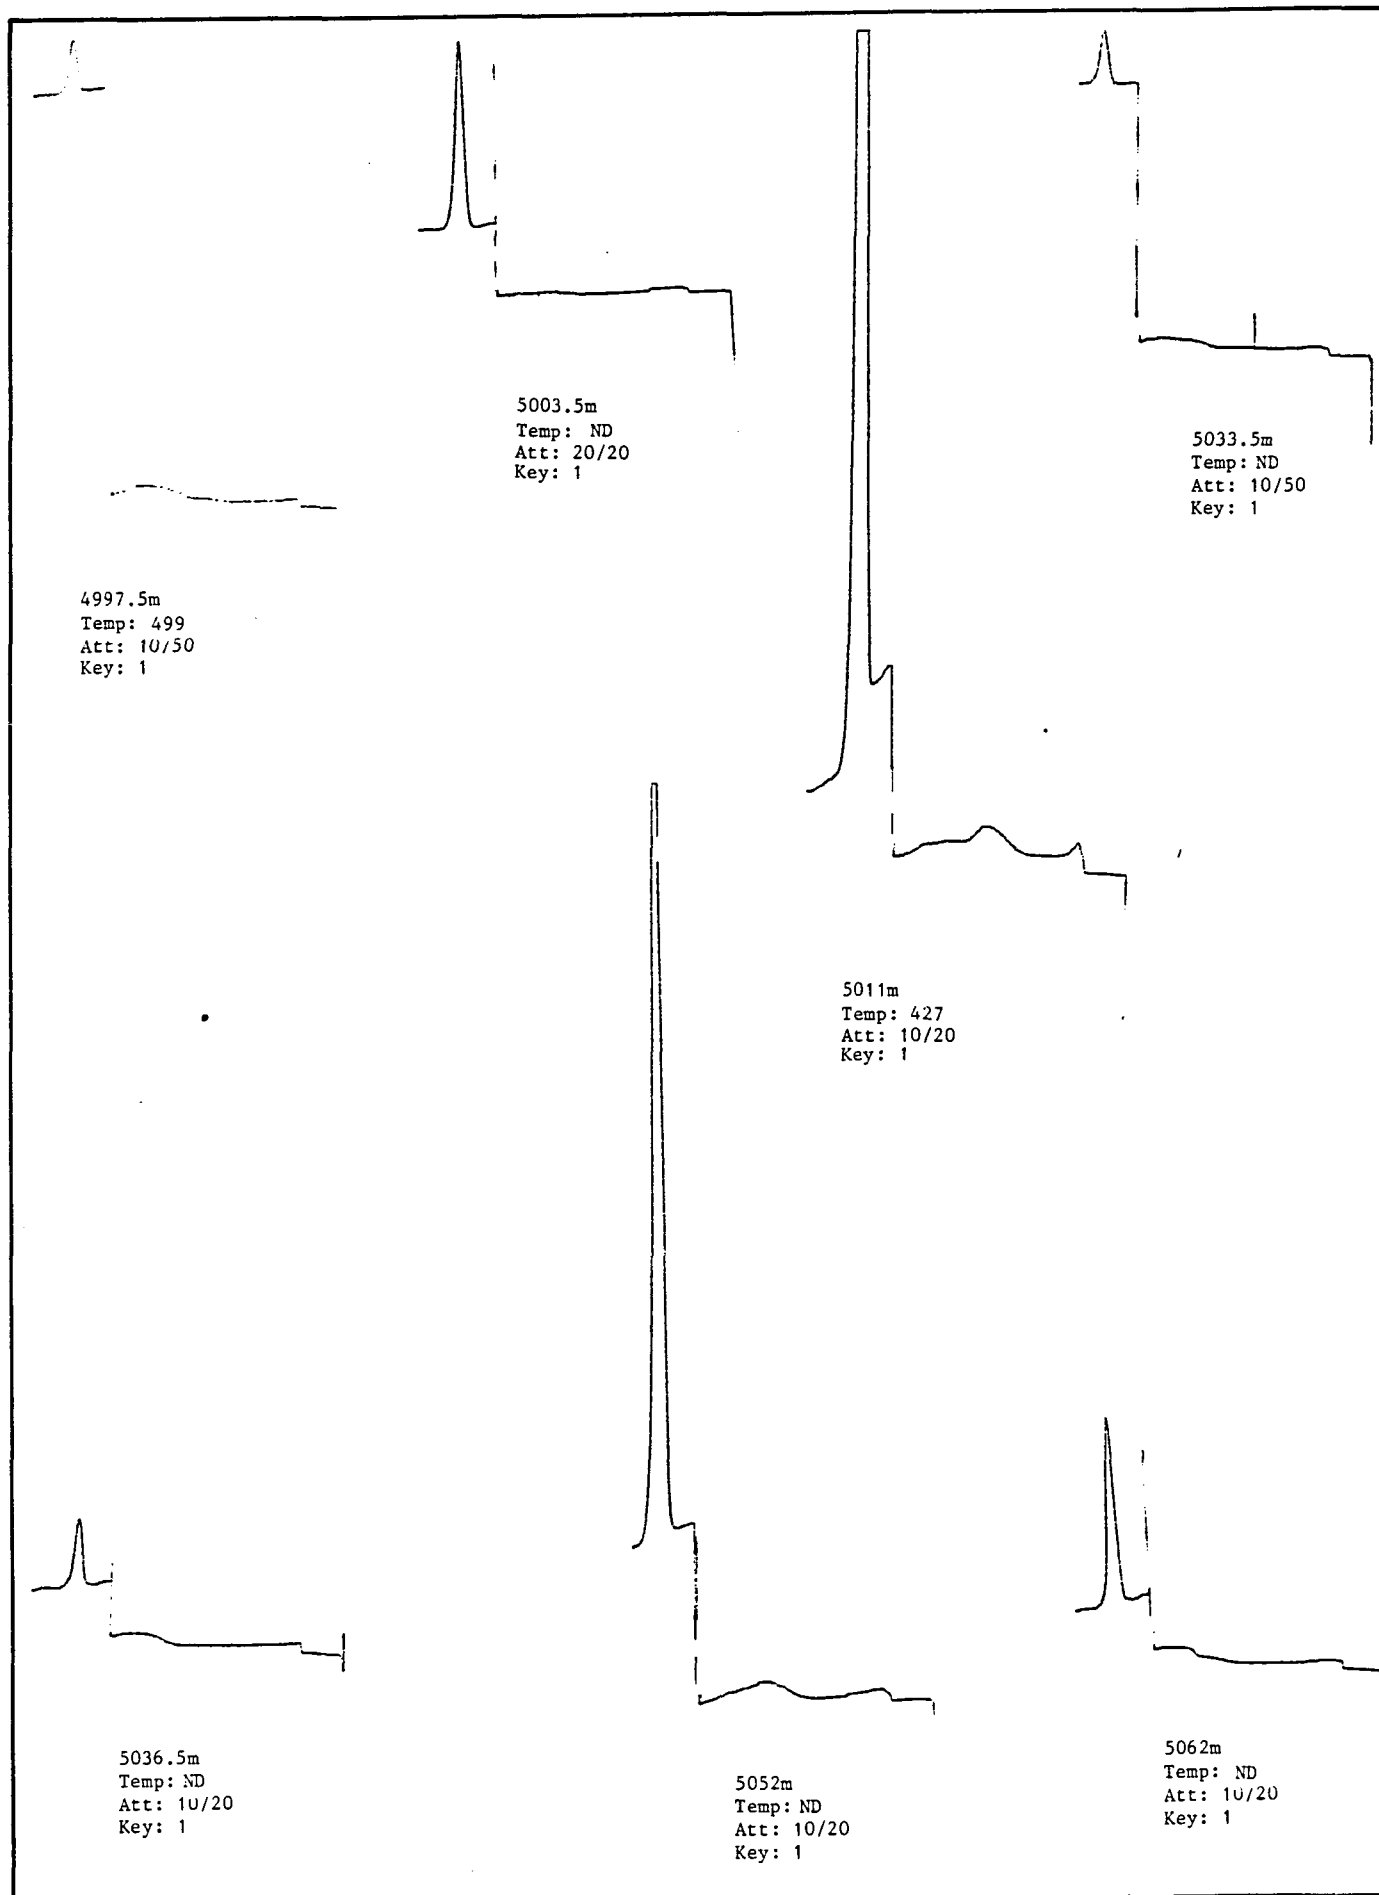 5003.5m
Temp: ND
Att: 20/20
Key: 1
5033.5m
Temp: ND
Att: 10/50
Key: 1
4997.5m
Temp: 499
Att: 10/50
Key: 1
5011m
Temp: 427
Att: 10/20
Key: 1
5036.5m
Temp: ND
Att: 10/20
Key: 1
5052m
Temp: ND
Att: 10/20
Key: 1
5062m
Temp: ND
Att: 10/20
Key: 1